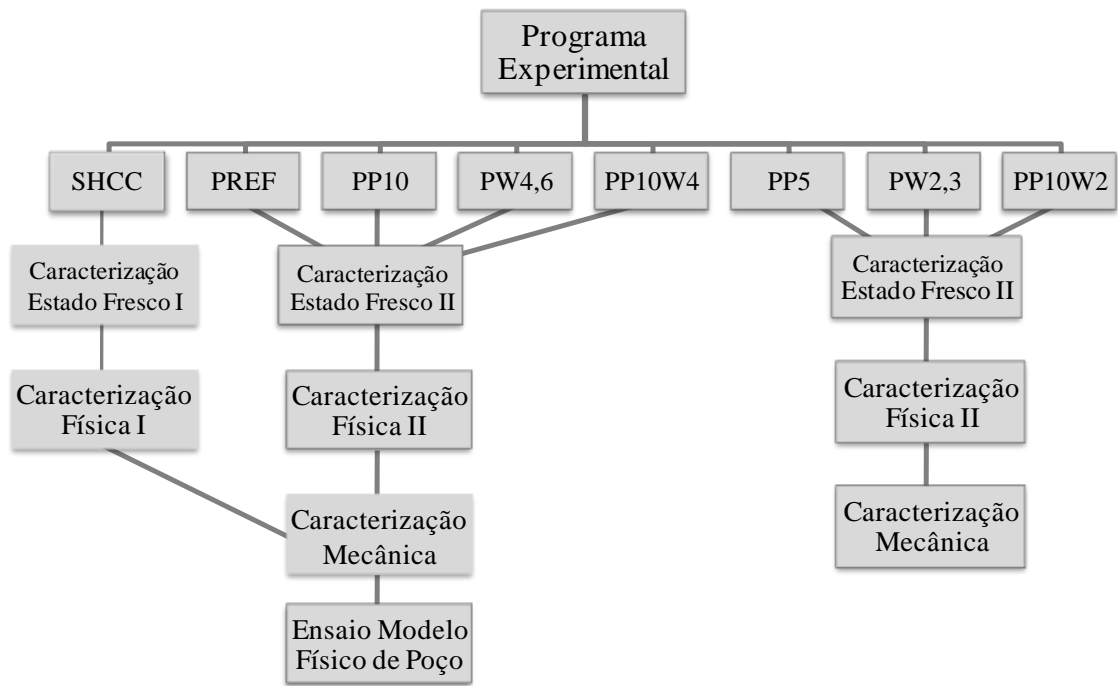 Programa
Experimental
SHCC
PREF
PP10
PW4,6
PP10W4
PP5
PW2,3
PP10W2
Caracterização
Estado Fresco I
Caracterização
Estado Fresco II
Caracterização
Estado Fresco II
Caracterização
Física I
Caracterização
Física II
Caracterização
Física II
Caracterização
Mecânica
Caracterização
Mecânica
Ensaio Modelo
Físico de Poço